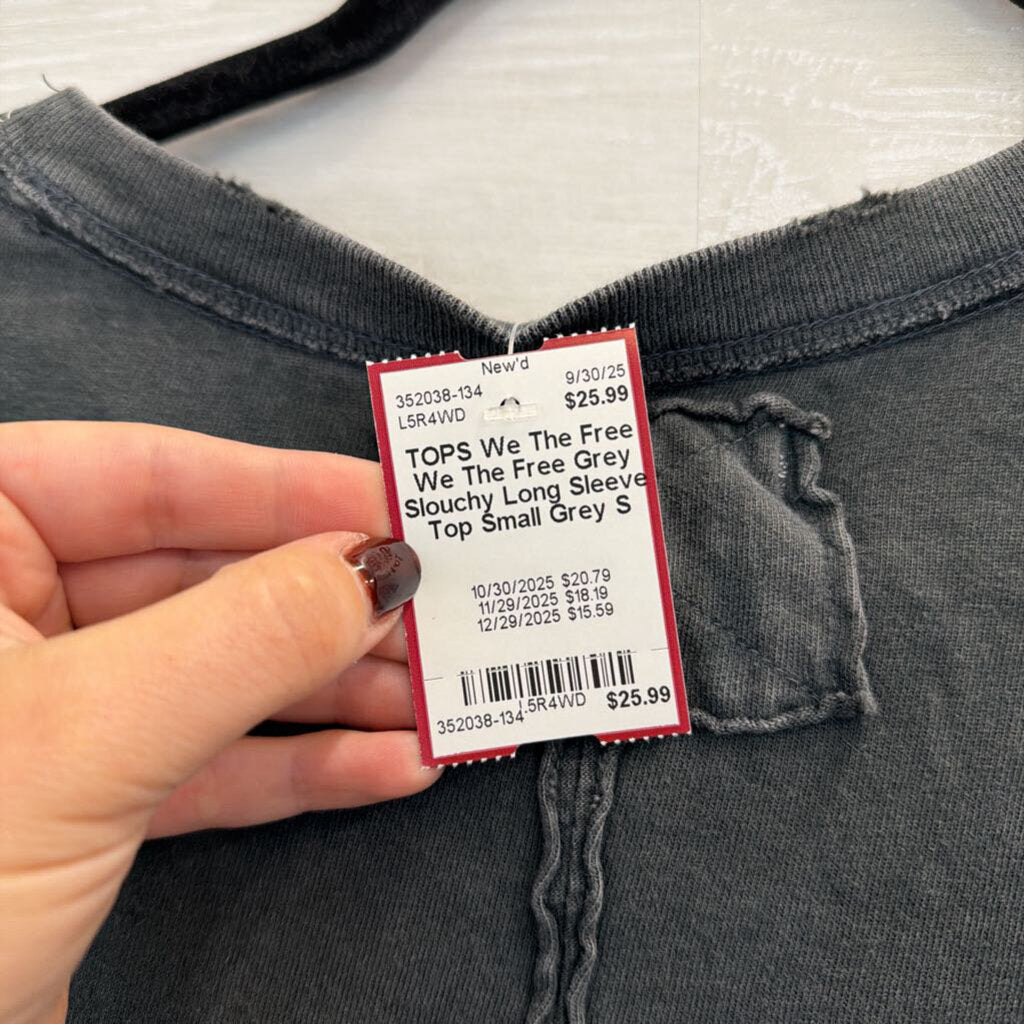 New'd
352038-134 9/30/25
L5R4WD $25.99
TOPS We The Free
We The Free Grey
Slouchy Long Sleeve
Top Small Grey S
10/30/2025 $20.79
11/29/2025 $18.19
12/29/2025 $15.59
352038-134 L5R4WD $25.99